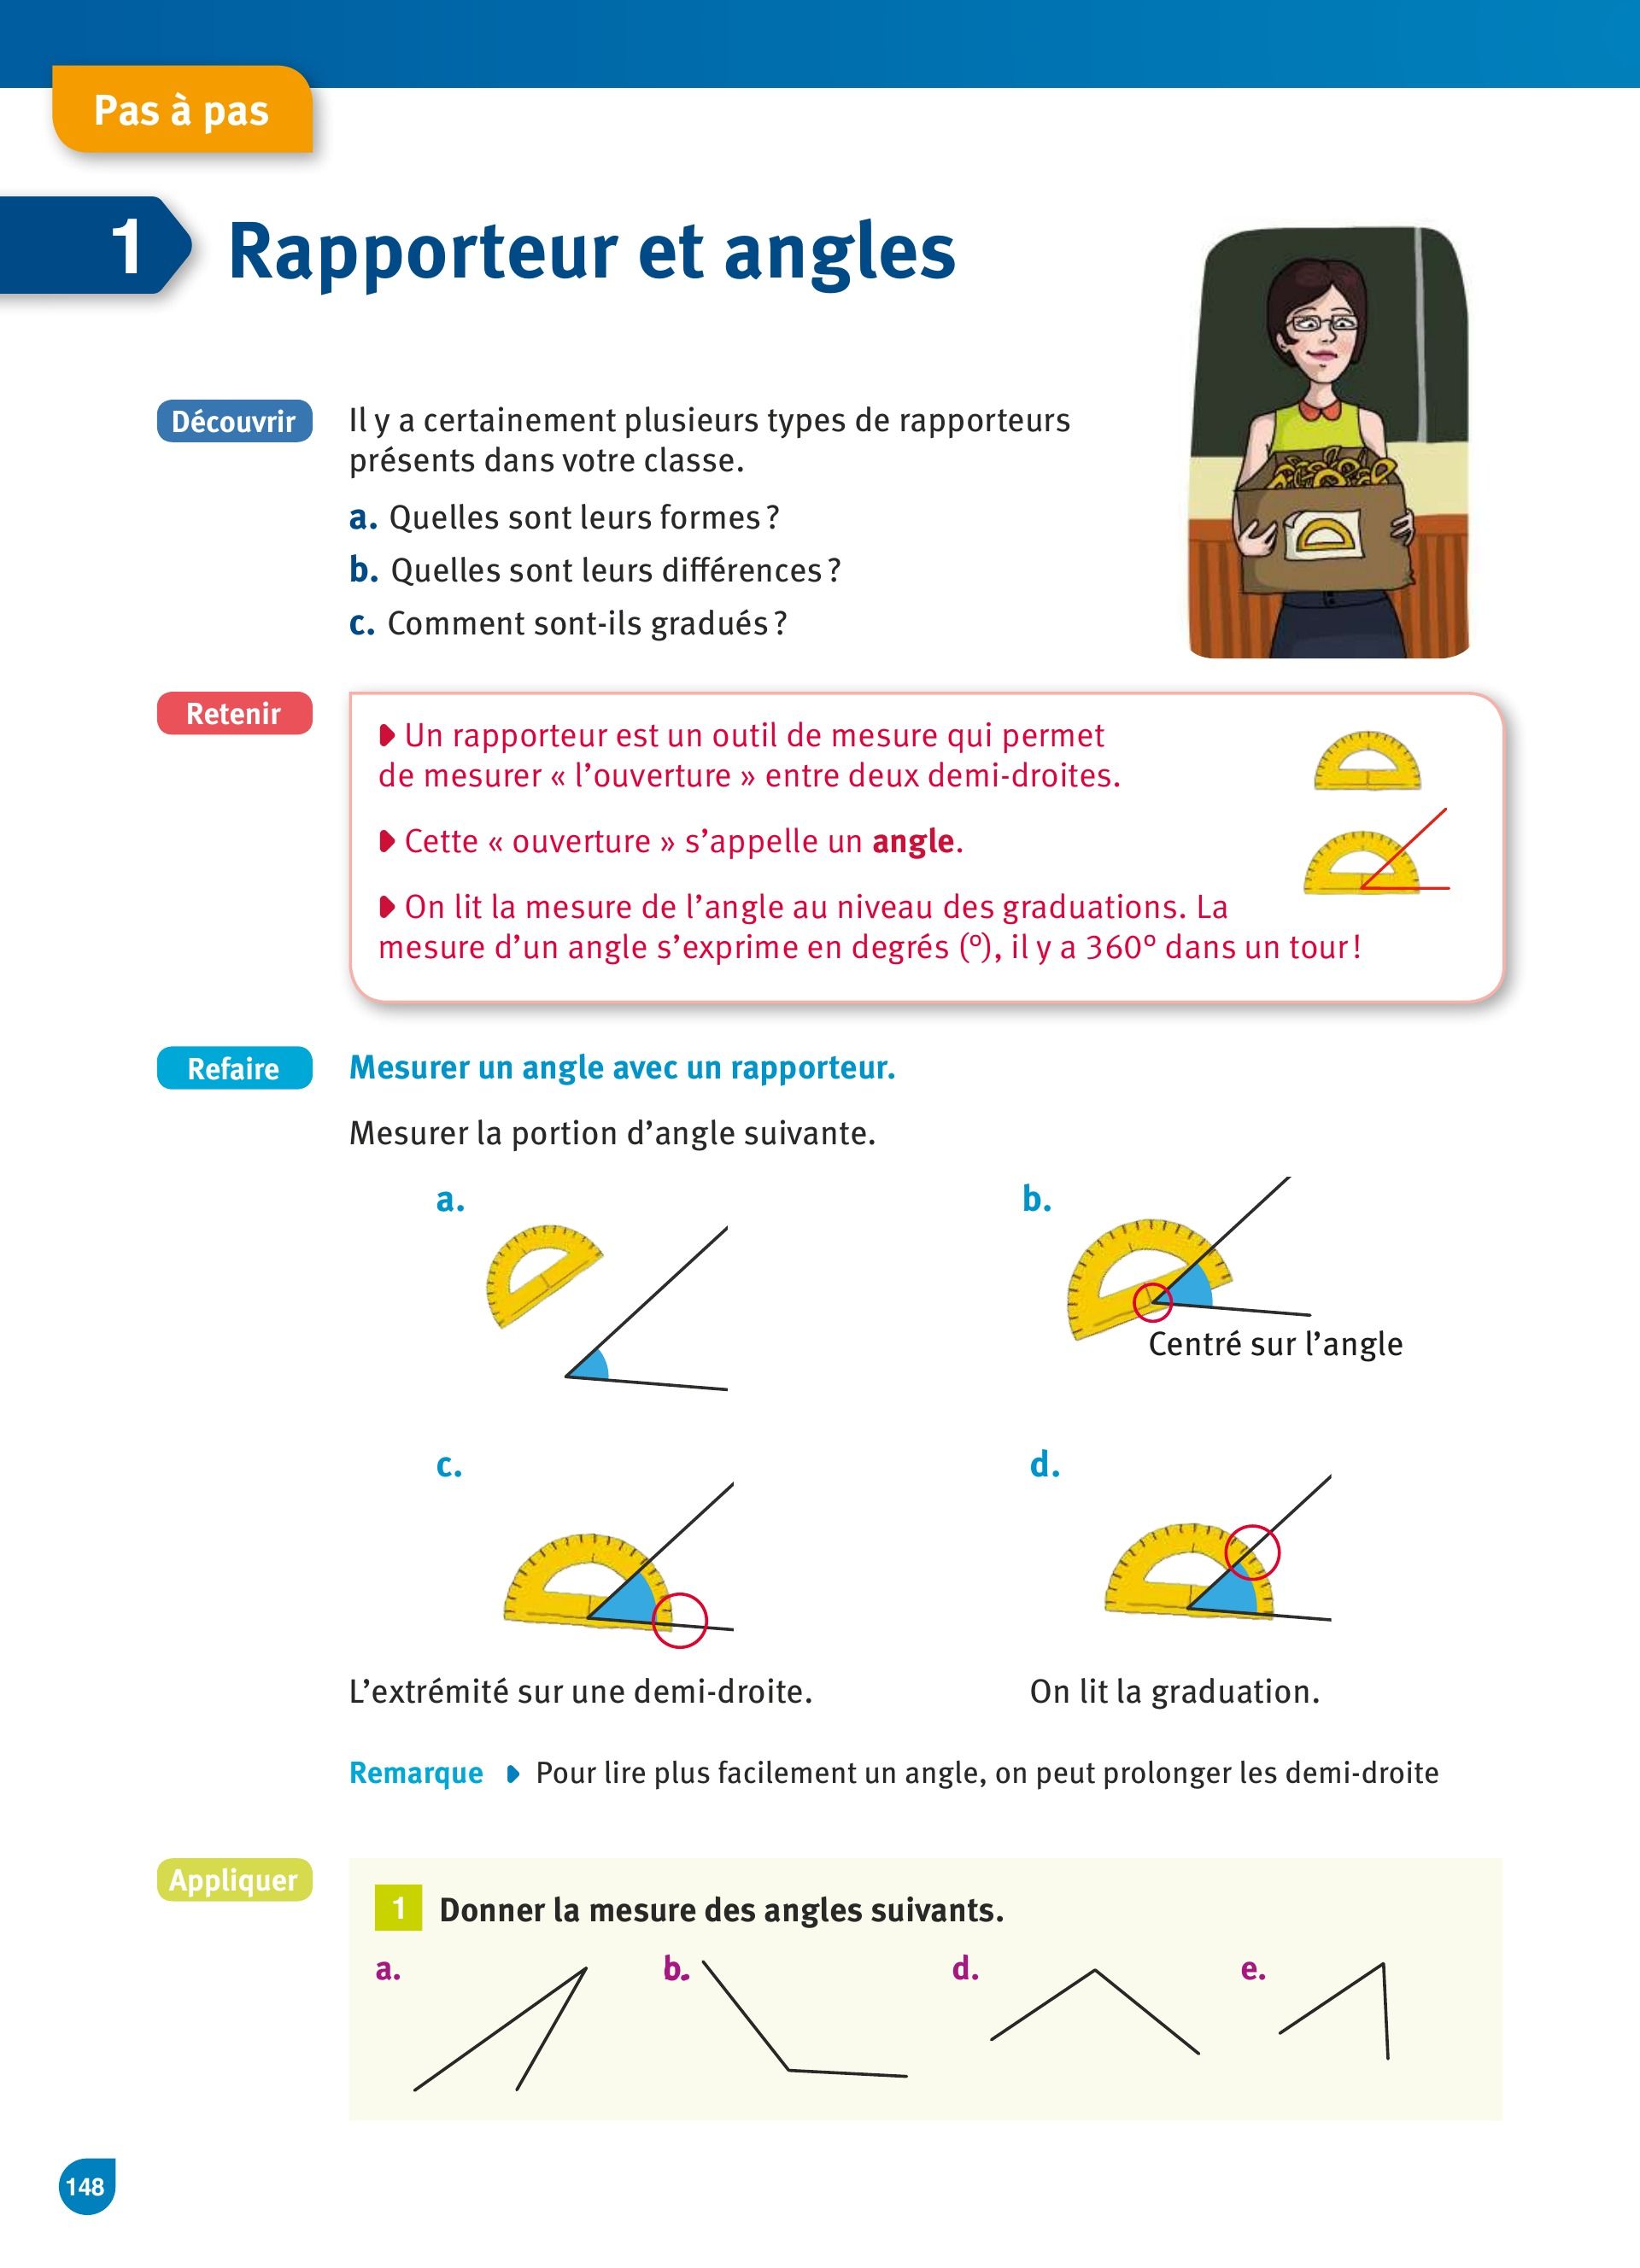 Pas à pas
1 Rapporteur et angles
Découvrir
Il y a certainement plusieurs types de rapporteurs
présents dans votre classe.
a. Quelles sont leurs formes ?
b. Quelles sont leurs différences ?
c. Comment sont-ils gradués ?
Retenir
Un rapporteur est un outil de mesure qui permet
de mesurer « l’ouverture » entre deux demi-droites.
Cette « ouverture » s’appelle un angle.
On lit la mesure de l’angle au niveau des graduations. La
mesure d’un angle s’exprime en degrés (º), il y a 360º dans un tour !
Refaire
Mesurer un angle avec un rapporteur.
Mesurer la portion d’angle suivante.
a.
b.
Centré sur l’angle
c.
d.
L’extrémité sur une demi-droite.
On lit la graduation.
Remarque Pour lire plus facilement un angle, on peut prolonger les demi-droite
Appliquer
1 Donner la mesure des angles suivants.
a. b. d. e.
148